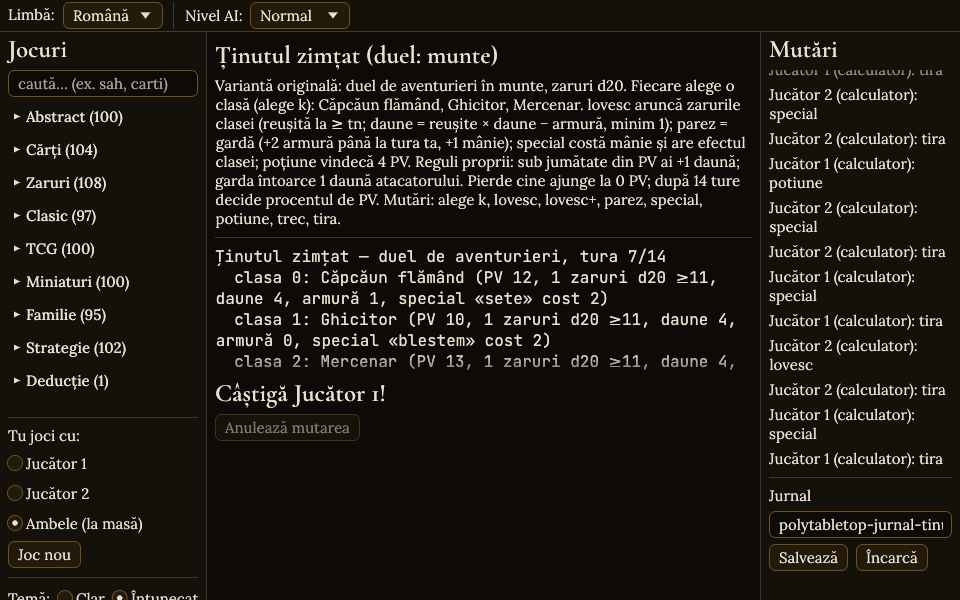 Limbă: Română ▼ Nivel AI: Normal ▼
Jocuri
caută... (ex. sah, carti)
▸ Abstract (100)
▸ Cărți (104)
▸ Zaruri (108)
▸ Clasic (97)
▸ TCG (100)
▸ Miniaturi (100)
▸ Familie (95)
▸ Strategie (102)
▸ Deducție (1)
Tu joci cu:
Jucător 1
Jucător 2
Ambele (la masă)
Joc nou
Temă: Clar Întunecat
Ținutul zimțat (duel: munte)
Variantă originală: duel de aventurieri în munte, zaruri d20. Fiecare alege o
clasă (alege k): Căpcăun flămând, Ghicitor, Mercenar. lovesc aruncă zarurile
clasei (reușită la ≥ tn; daune = reușite × daune − armură, minim 1); parez =
gardă (+2 armură până la tura ta, +1 mânie); special costă mânie și are efectul
clasei; poțiune vindecă 4 PV. Reguli proprii: sub jumătate din PV ai +1 daună;
garda întoarce 1 daună atacatorului. Pierde cine ajunge la 0 PV; după 14 ture
decide procentul de PV. Mutări: alege k, lovesc, lovesc+, parez, special,
potiune, trec, tira.
Ținutul zimțat — duel de aventurieri, tura 7/14
clasa 0: Căpcăun flămând (PV 12, 1 zaruri d20 ≥11,
daune 4, armură 1, special «sete» cost 2)
clasa 1: Ghicitor (PV 10, 1 zaruri d20 ≥11, daune 4,
armură 0, special «blestem» cost 2)
clasa 2: Mercenar (PV 13, 1 zaruri d20 ≥11, daune 4,
Câștigă Jucător 1!
Anulează mutarea
Mutări
Jucător 1 (calculator): tira
Jucător 2 (calculator):
special
Jucător 2 (calculator): tira
Jucător 1 (calculator):
potiune
Jucător 2 (calculator):
special
Jucător 2 (calculator): tira
Jucător 1 (calculator):
special
Jucător 1 (calculator): tira
Jucător 2 (calculator):
lovesc
Jucător 2 (calculator): tira
Jucător 1 (calculator):
special
Jucător 1 (calculator): tira
Jurnal
polytabletop-jurnal-tinu
Salvează Încarcă